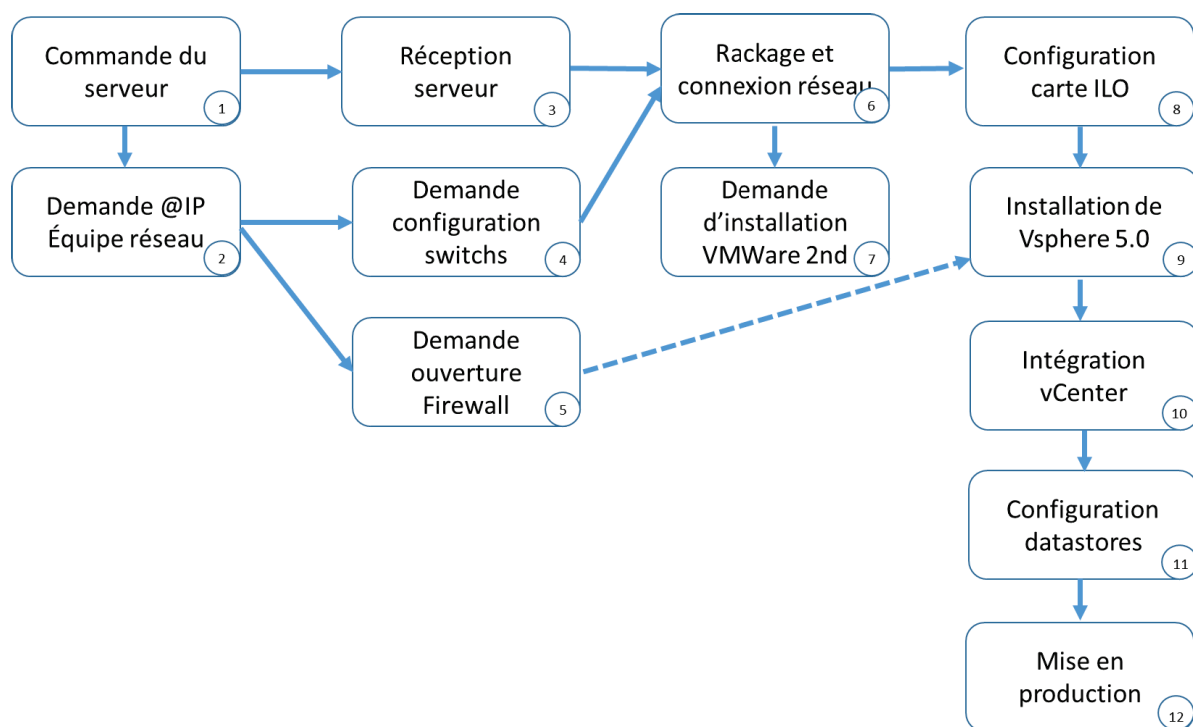 Commande du
serveur
1
Réception
serveur
3
Rackage et
connexion réseau
6
Configuration
carte ILO
8
Demande @IP
Équipe réseau
2
Demande
configuration
switchs
4
Demande
d'installation
VMWare 2nd
7
Installation de
Vsphere 5.0
9
Demande
ouverture
Firewall
5
Intégration
vCenter
10
Configuration
datastores
11
Mise en
production
12